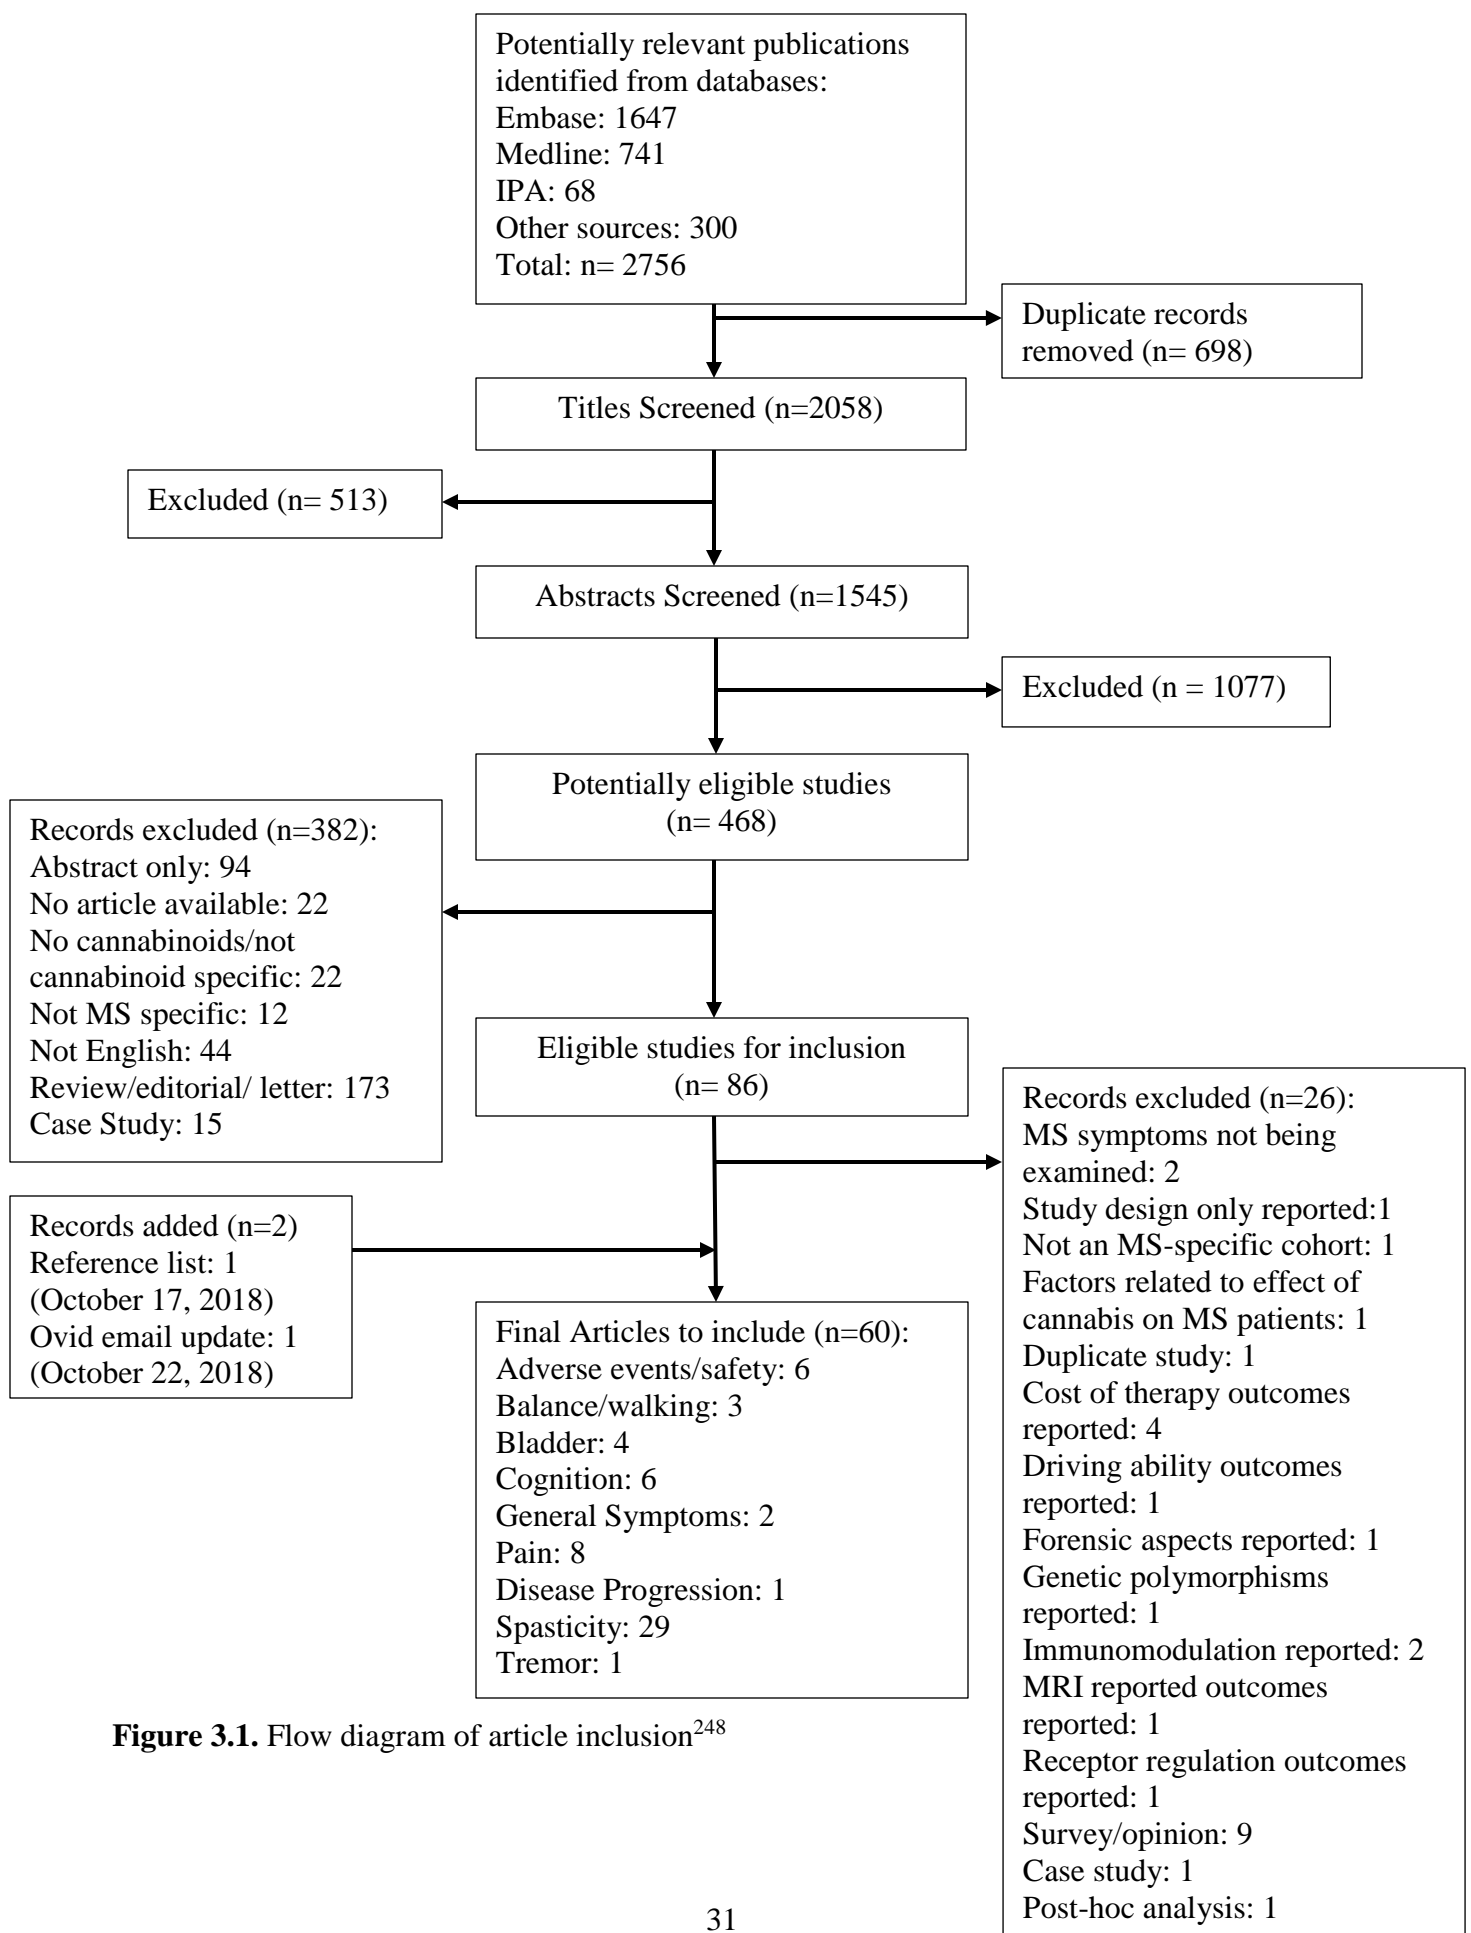 Potentially relevant publications
identified from databases:
Embase: 1647
Medline: 741
IPA: 68
Other sources: 300
Total: n= 2756
Duplicate records
removed (n= 698)
Titles Screened (n=2058)
Excluded (n= 513)
Abstracts Screened (n=1545)
Excluded (n = 1077)
Potentially eligible studies
(n= 468)
Records excluded (n=382):
Abstract only: 94
No article available: 22
No cannabinoids/not
cannabinoid specific: 22
Not MS specific: 12
Not English: 44
Review/editorial/ letter: 173
Case Study: 15
Eligible studies for inclusion
(n= 86)
Records excluded (n=26):
MS symptoms not being
examined: 2
Study design only reported:1
Not an MS-specific cohort: 1
Factors related to effect of
cannabis on MS patients: 1
Duplicate study: 1
Cost of therapy outcomes
reported: 4
Driving ability outcomes
reported: 1
Forensic aspects reported: 1
Genetic polymorphisms
reported: 1
Immunomodulation reported: 2
MRI reported outcomes
reported: 1
Receptor regulation outcomes
reported: 1
Survey/opinion: 9
Case study: 1
Post-hoc analysis: 1
Records added (n=2)
Reference list: 1
(October 17, 2018)
Ovid email update: 1
(October 22, 2018)
Final Articles to include (n=60):
Adverse events/safety: 6
Balance/walking: 3
Bladder: 4
Cognition: 6
General Symptoms: 2
Pain: 8
Disease Progression: 1
Spasticity: 29
Tremor: 1
Figure 3.1. Flow diagram of article inclusion248
31